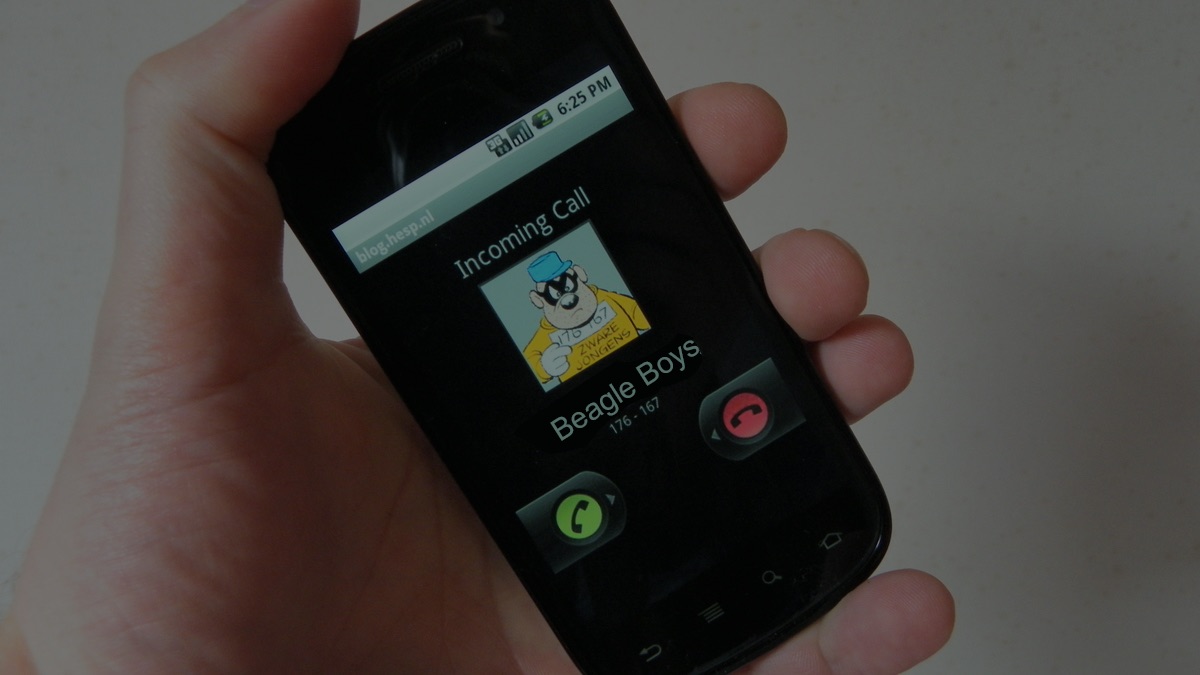 6:25 PM
blog.hesp.nl
Incoming Call
176 167
ZWARE
JONGENS
Beagle Boys
176 - 167